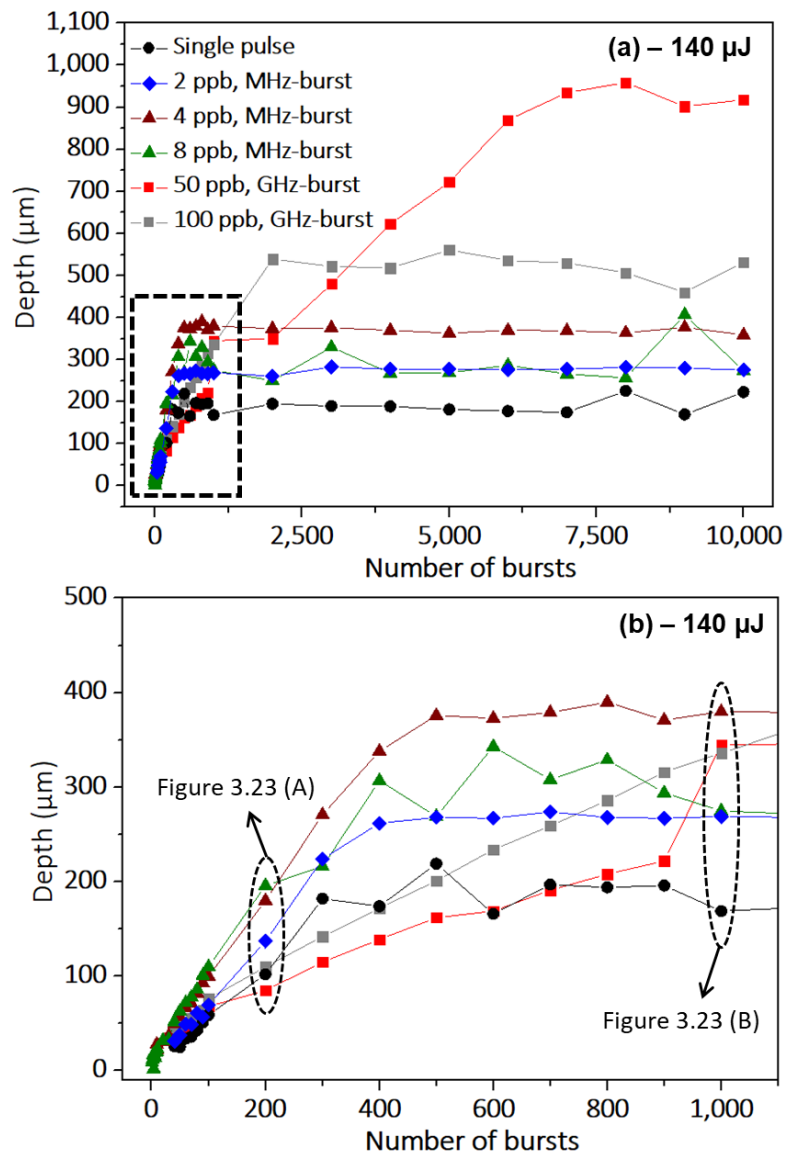 1,100
1,000
900
800
700
600
500
400
300
200
100
0
Depth (µm)
(a) – 140 µJ
Single pulse
2 ppb, MHz-burst
4 ppb, MHz-burst
8 ppb, MHz-burst
50 ppb, GHz-burst
100 ppb, GHz-burst
0 2,500 5,000 7,500 10,000
Number of bursts
500
400
300
200
100
0
Depth (µm)
(b) – 140 µJ
Figure 3.23 (A)
Figure 3.23 (B)
0 200 400 600 800 1,000
Number of bursts